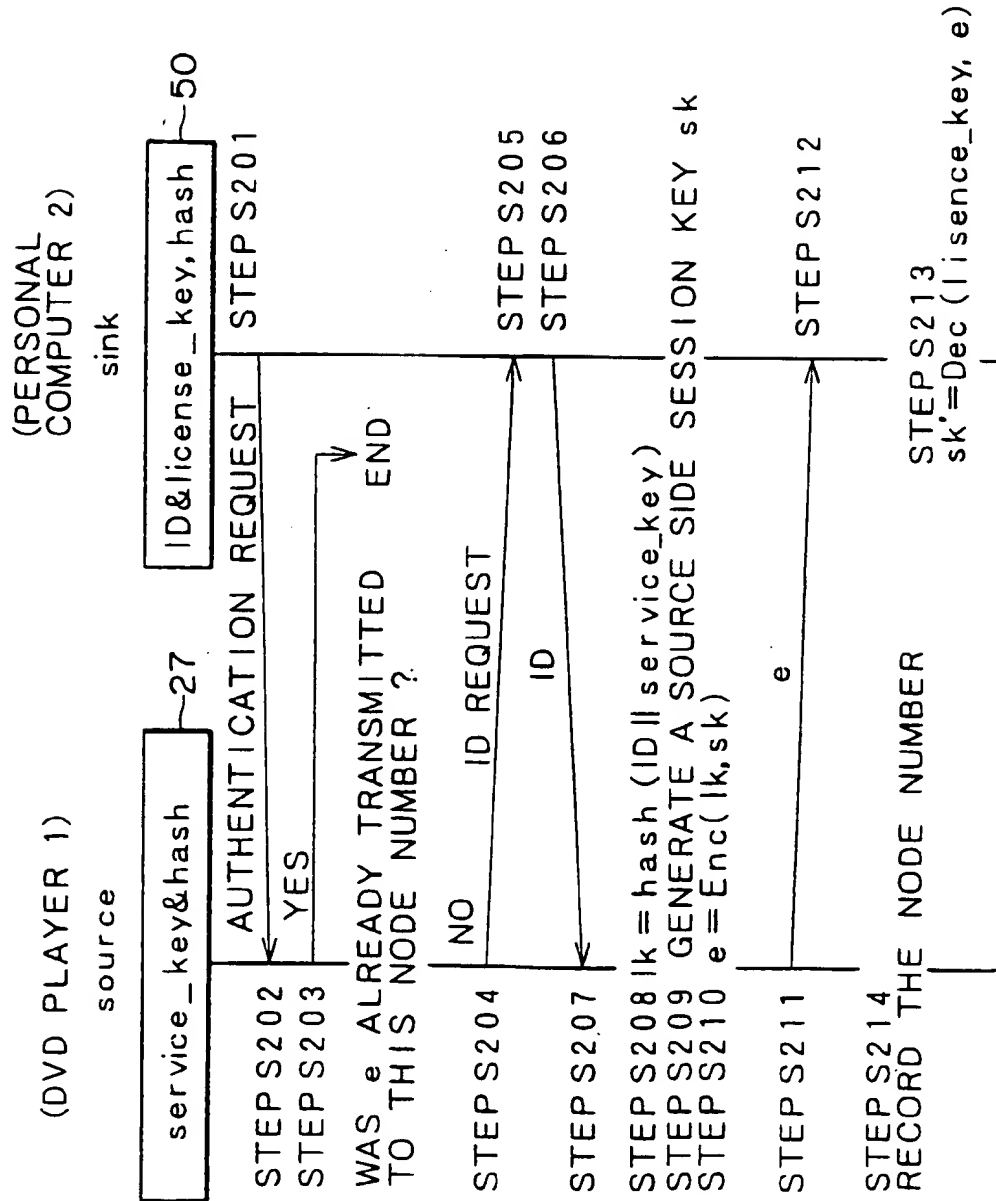 (DVD PLAYER 1)
source
service_key&hash
27
(PERSONAL
COMPUTER 2)
sink
ID&license_key,hash
50
AUTHENTICATION REQUEST
STEP S201
STEP S202
STEP S203
YES
WAS e ALREADY TRANSMITTED
TO THIS NODE NUMBER ?
END
STEP S204
NO
ID REQUEST
STEP S205
STEP S206
ID
STEP S207
STEP S208 lk=hash(ID||service_key)
STEP S209 GENERATE A SOURCE SIDE SESSION KEY sk
STEP S210 e=Enc(lk,sk)
STEP S211
e
STEP S212
STEP S213
sk'=Dec(lisence_key, e)
STEP S214
RECORD THE NODE NUMBER